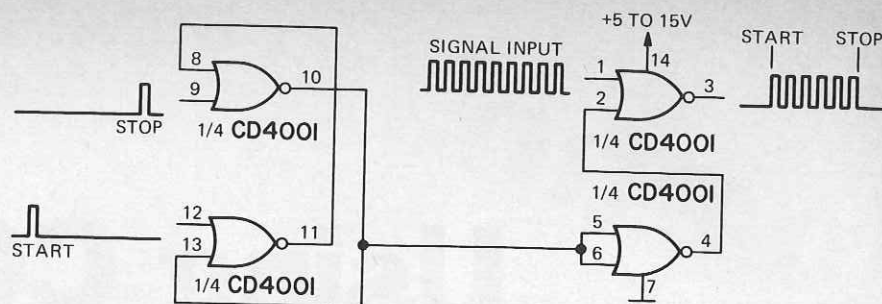 +5 TO 15V
SIGNAL INPUT
START
STOP
8
9
10
STOP
1/4 CD4001
1
2
14
3
1/4 CD4001
1/4 CD4001
12
13
11
START
1/4 CD4001
5
6
4
7